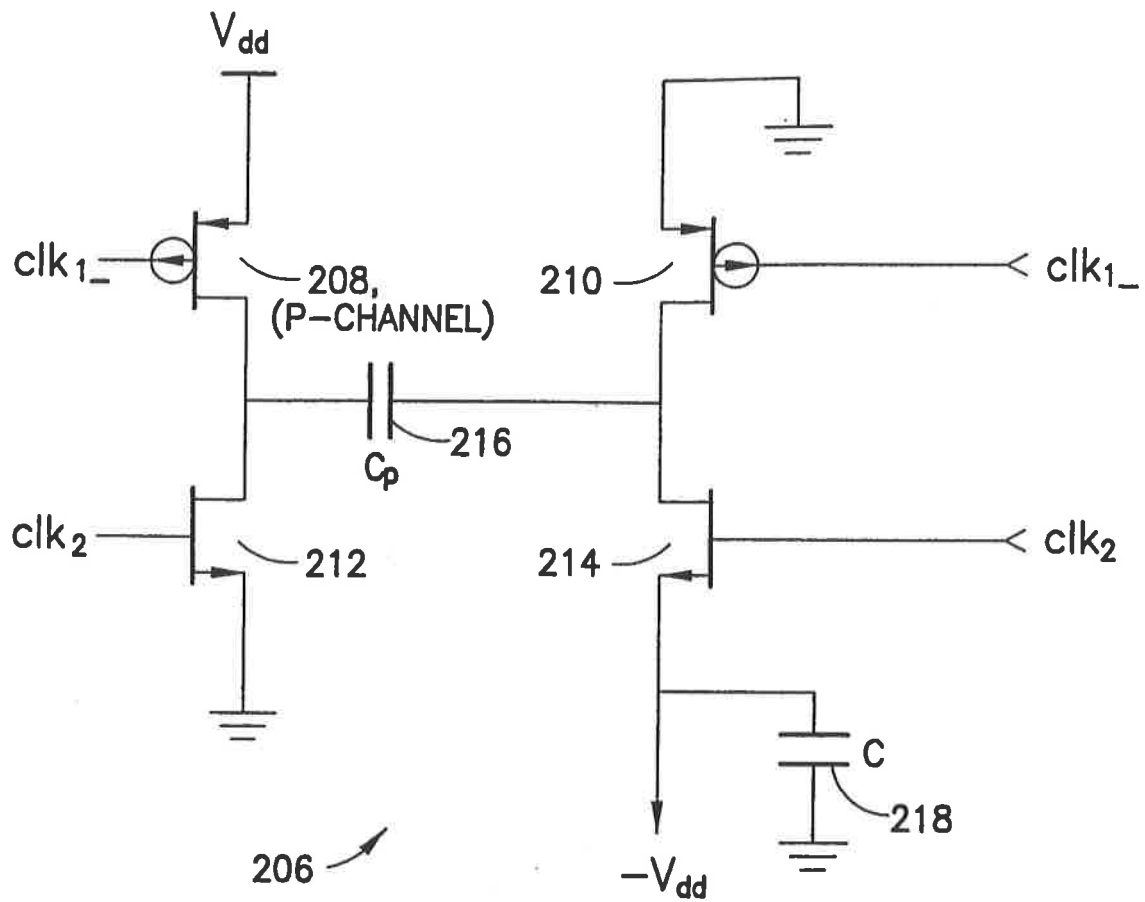 Vdd
clk1_
208,
(P-CHANNEL)
210
clk1_
216
Cp
clk2
212
214
clk2
C
218
206
-Vdd